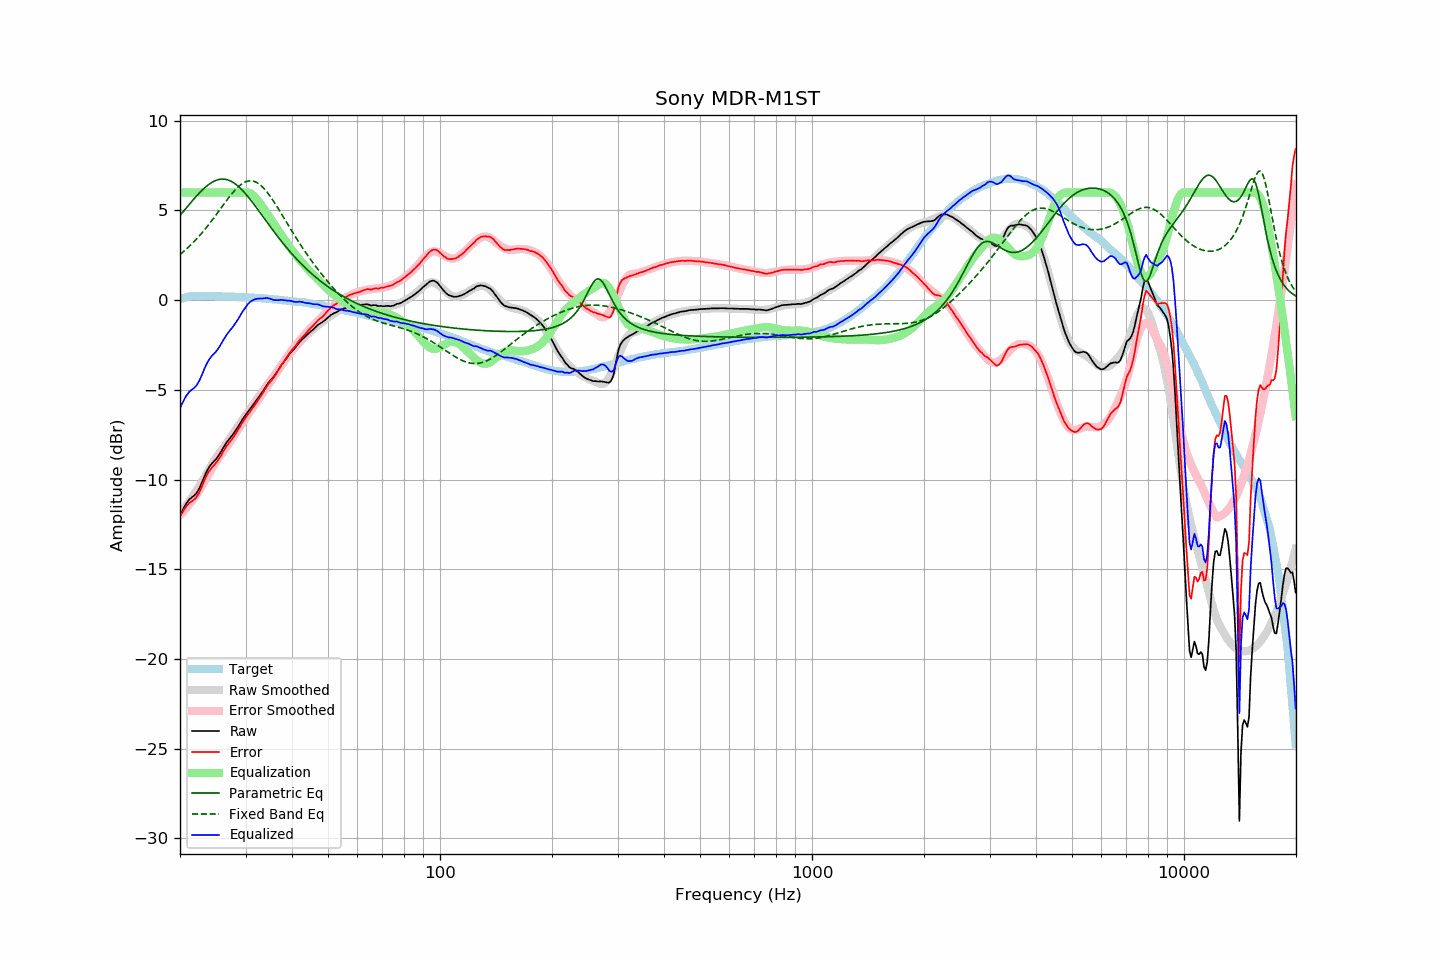 Sony MDR-M1ST
10
5
0
−5
−10
−15
−20
−25
−30
Amplitude (dBr)
Target
Raw Smoothed
Error Smoothed
Raw
Error
Equalization
Parametric Eq
Fixed Band Eq
Equalized
100
1000
10000
Frequency (Hz)